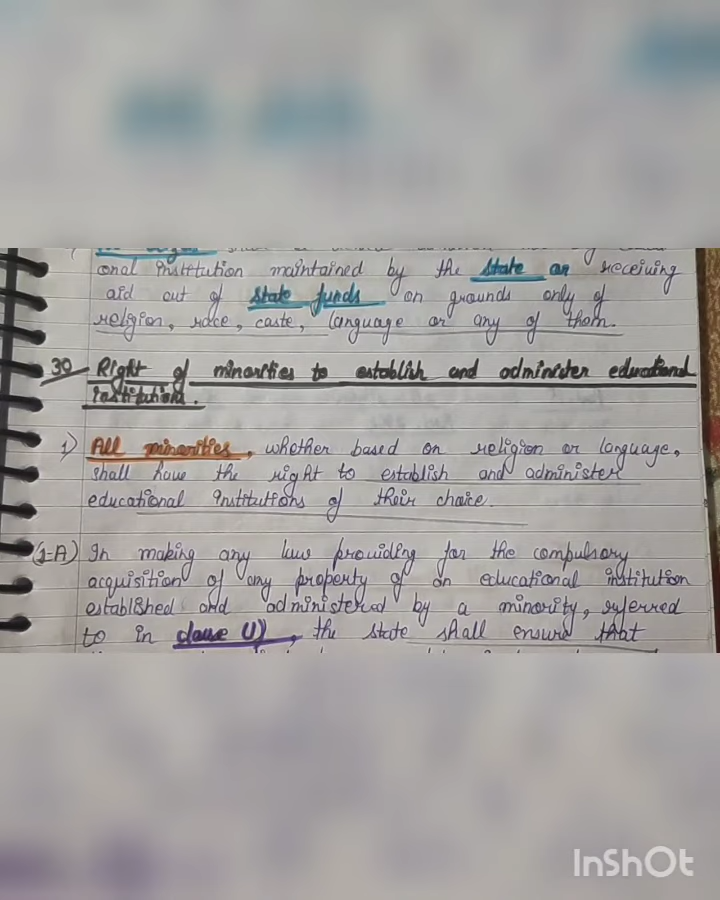 onal institution maintained by the State or receiving
aid out of State funds on grounds only of
religion, race, caste, language or any of them.
30 Right of minorities to establish and administer educational
institutions.
1) All minorities, whether based on religion or language,
shall have the right to establish and administer
educational institutions of their choice.
(1-A) In making any law providing for the compulsory
acquisition of any property of an educational institution
established and administered by a minority, referred
to in clause (1), the state shall ensure that
InShOt